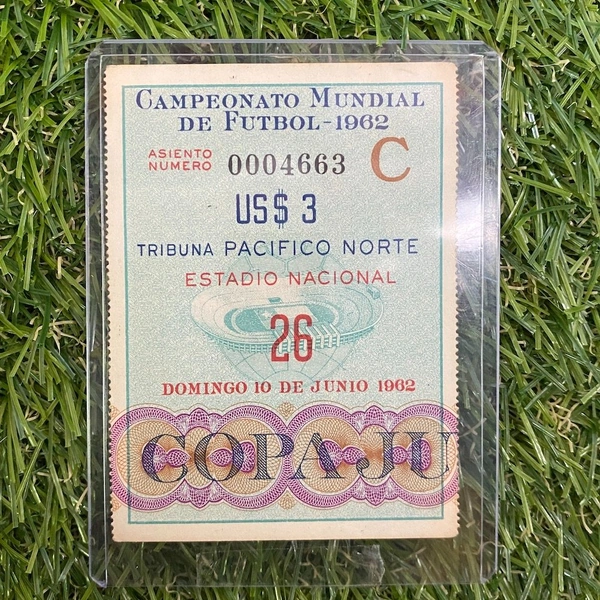 CAMPEONATO MUNDIAL
DE FUTBOL-1962
ASIENTO
NUMERO
0004663 C
US$ 3
TRIBUNA PACIFICO NORTE
ESTADIO NACIONAL
26
DOMINGO 10 DE JUNIO 1962
COPA JU